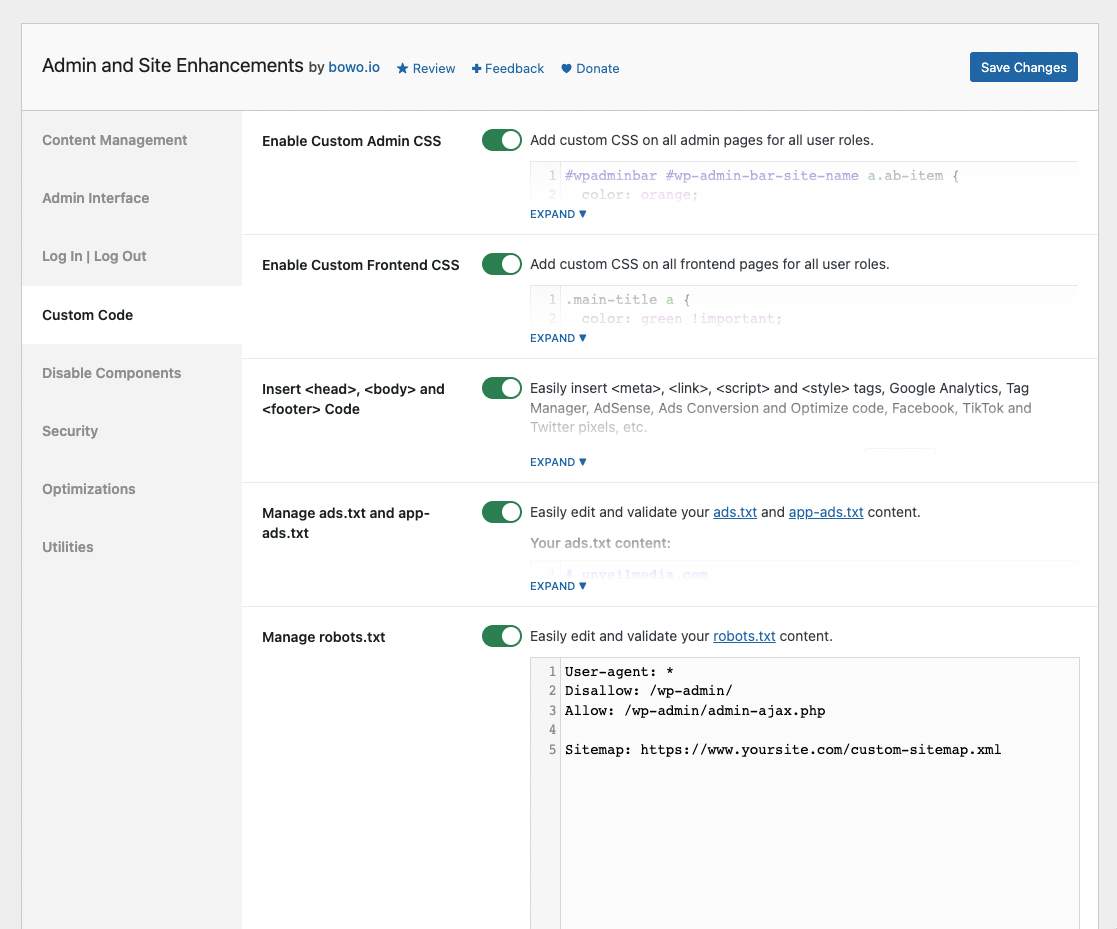 Admin and Site Enhancements by bowo.io Review Feedback Donate
Save Changes
Content Management
Admin Interface
Log In | Log Out
Custom Code
Disable Components
Security
Optimizations
Utilities
Enable Custom Admin CSS
Add custom CSS on all admin pages for all user roles.
1 #wpadminbar #wp-admin-bar-site-name a.ab-item {
2 color: orange;
EXPAND ▼
Enable Custom Frontend CSS
Add custom CSS on all frontend pages for all user roles.
1 .main-title a {
2 color: green !important;
EXPAND ▼
Insert <head>, <body> and
<footer> Code
Easily insert <meta>, <link>, <script> and <style> tags, Google Analytics, Tag
Manager, AdSense, Ads Conversion and Optimize code, Facebook, TikTok and
Twitter pixels, etc.
EXPAND ▼
Manage ads.txt and app-
ads.txt
Easily edit and validate your ads.txt and app-ads.txt content.
Your ads.txt content:
1 # unveilmedia.com
EXPAND ▼
Manage robots.txt
Easily edit and validate your robots.txt content.
1 User-agent: *
2 Disallow: /wp-admin/
3 Allow: /wp-admin/admin-ajax.php
4
5 Sitemap: https://www.yoursite.com/custom-sitemap.xml